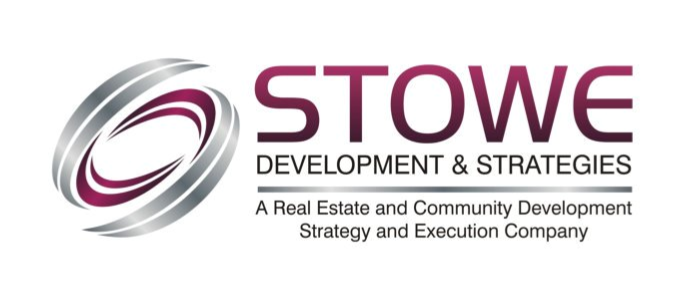 STOWE
DEVELOPMENT & STRATEGIES
A Real Estate and Community Development
Strategy and Execution Company